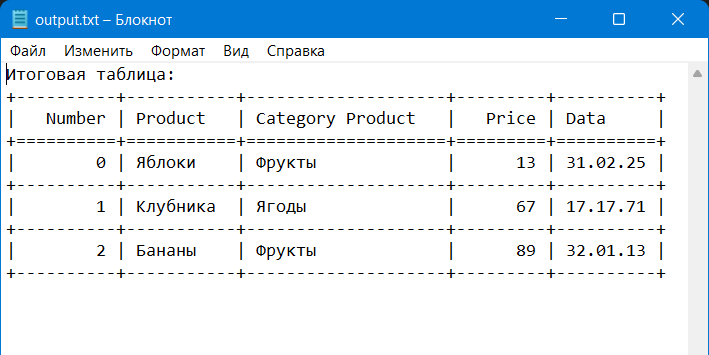 output.txt – Блокнот
Файл Изменить Формат Вид Справка
Итоговая таблица:
+----------+-----------+--------------------+---------+----------+
|   Number | Product   | Category Product   |   Price | Data     |
+==========+===========+====================+=========+==========+
|        0 | Яблоки    | Фрукты             |      13 | 31.02.25 |
+----------+-----------+--------------------+---------+----------+
|        1 | Клубника  | Ягоды              |      67 | 17.17.71 |
+----------+-----------+--------------------+---------+----------+
|        2 | Бананы    | Фрукты             |      89 | 32.01.13 |
+----------+-----------+--------------------+---------+----------+